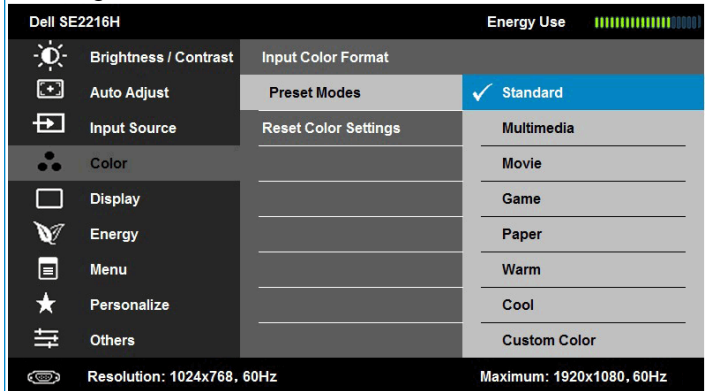 Dell SE2216H Energy Use
Brightness / Contrast Input Color Format
Auto Adjust Preset Modes Standard
Input Source Reset Color Settings Multimedia
Color Movie
Display Game
Energy Paper
Menu Warm
Personalize Cool
Others Custom Color
Resolution: 1024x768, 60Hz Maximum: 1920x1080, 60Hz